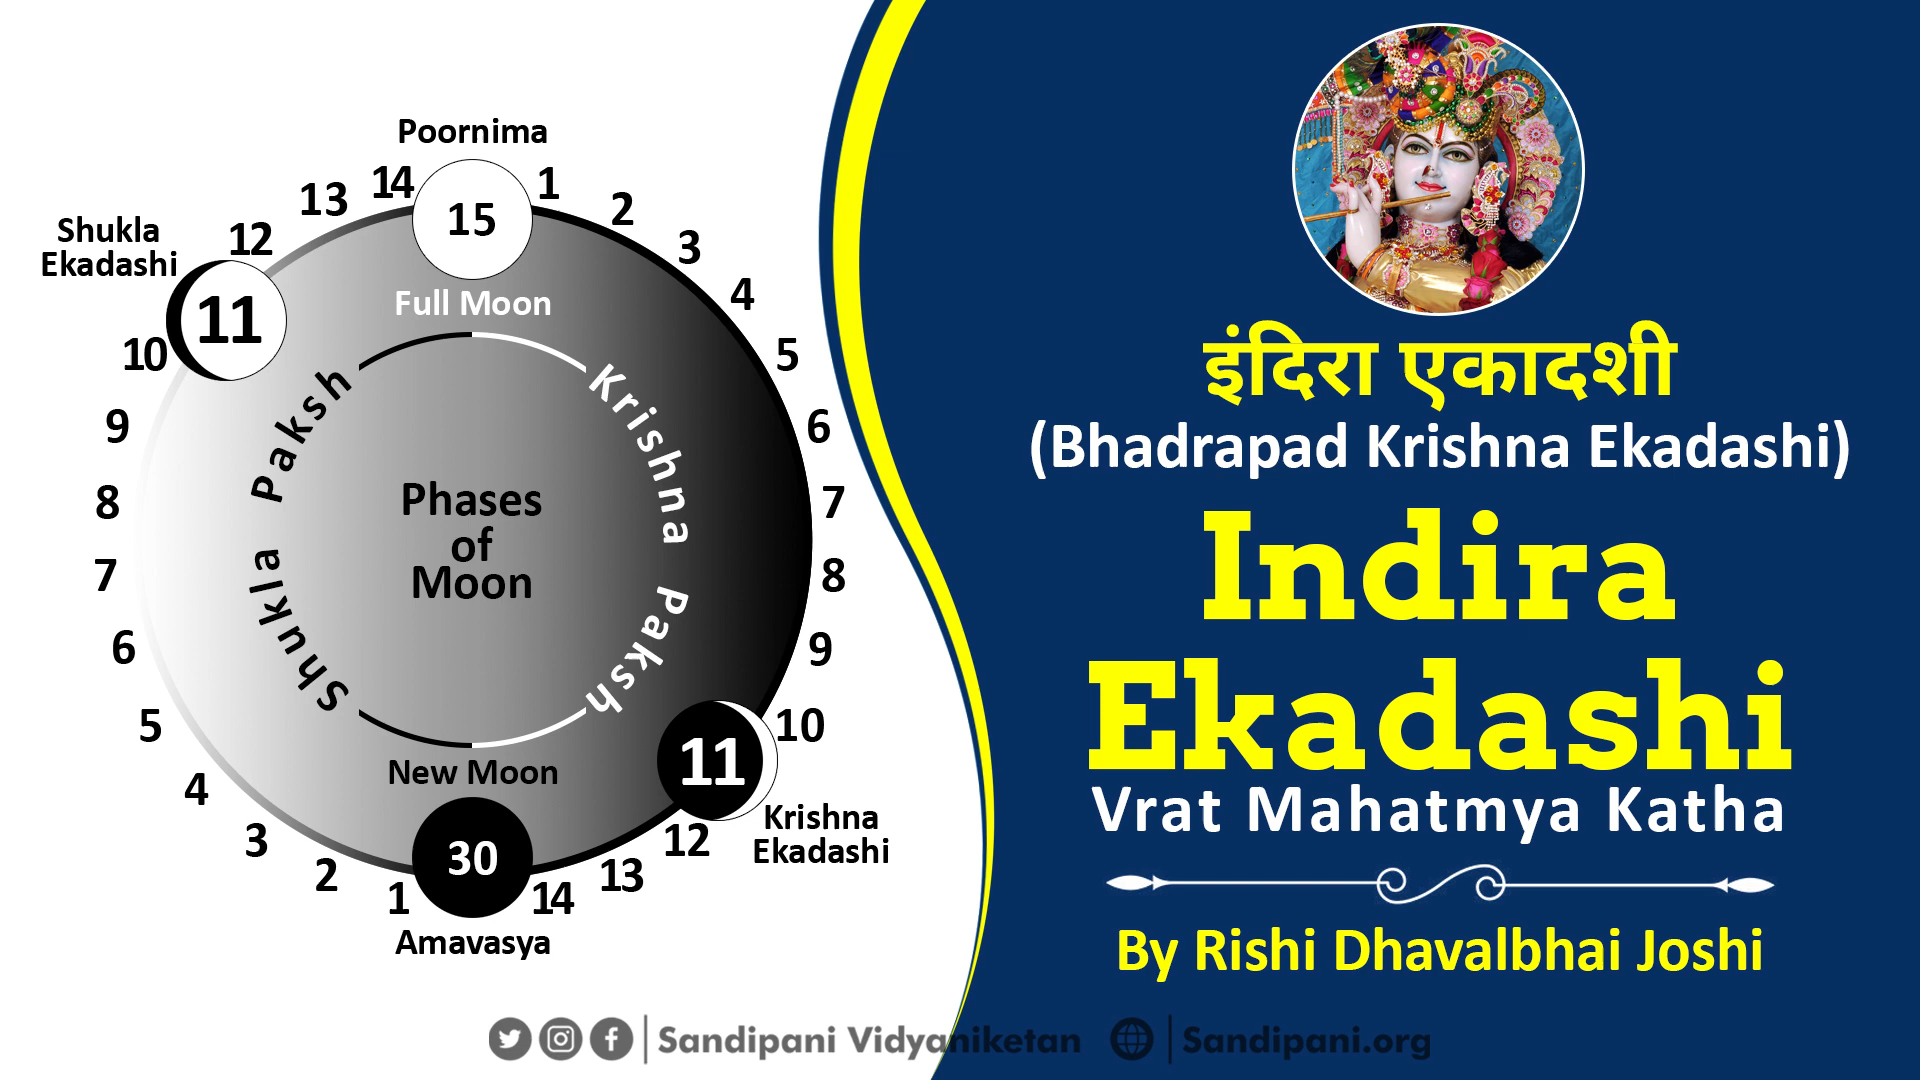 Poornima
15
Full Moon
1
2
3
4
5
6
7
8
9
10
11
Krishna
Ekadashi
12
13
14
30
New Moon
Amavasya
1
2
3
4
5
6
7
8
9
10
11
Shukla
Ekadashi
12
13
14
Shukla Paksh
Krishna Paksh
Phases
of
Moon
इंदिरा एकादशी
(Bhadrapad Krishna Ekadashi)
Indira
Ekadashi
Vrat Mahatmya Katha
By Rishi Dhavalbhai Joshi
Sandipani Vidyaniketan
Sandipani.org